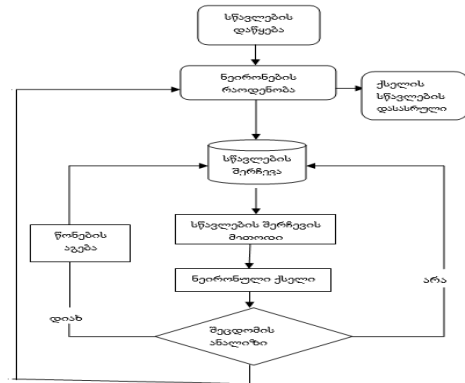 სწავლების
დაწყება
ნეირონების
რაოდენობა
ქსელის
სწავლების
დასასრული
სწავლების
შერჩევა
წონების
აგება
სწავლების შერჩევის
მეთოდი
ნეირონული ქსელი
დიახ
არა
შეცდომის
ანალიზი